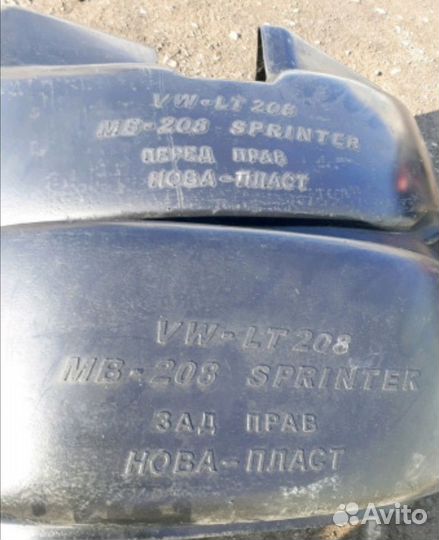 VW-LT 208
MB-208 SPRINTER
ПЕРЕД ПРАВ
НОВА-ПЛАСТ
VW-LT 208
MB-208 SPRINTER
ЗАД ПРАВ
НОВА-ПЛАСТ
Avito